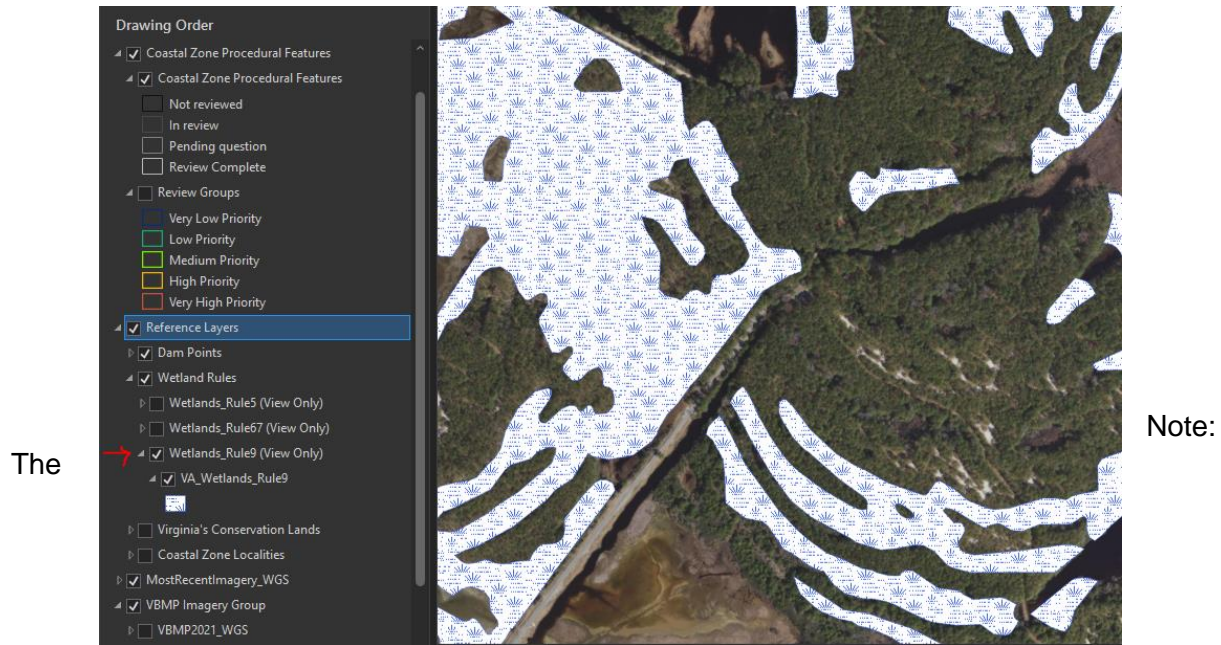 Drawing Order
Coastal Zone Procedural Features
Coastal Zone Procedural Features
Not reviewed
In review
Pending question
Review Complete
Review Groups
Very Low Priority
Low Priority
Medium Priority
High Priority
Very High Priority
Reference Layers
Dam Points
Wetland Rules
Wetlands_Rule5 (View Only)
Wetlands_Rule67 (View Only)
Wetlands_Rule9 (View Only)
VA_Wetlands_Rule9
Virginia's Conservation Lands
Coastal Zone Localities
MostRecentImagery_WGS
VBMP Imagery Group
VBMP2021_WGS
Note:
The